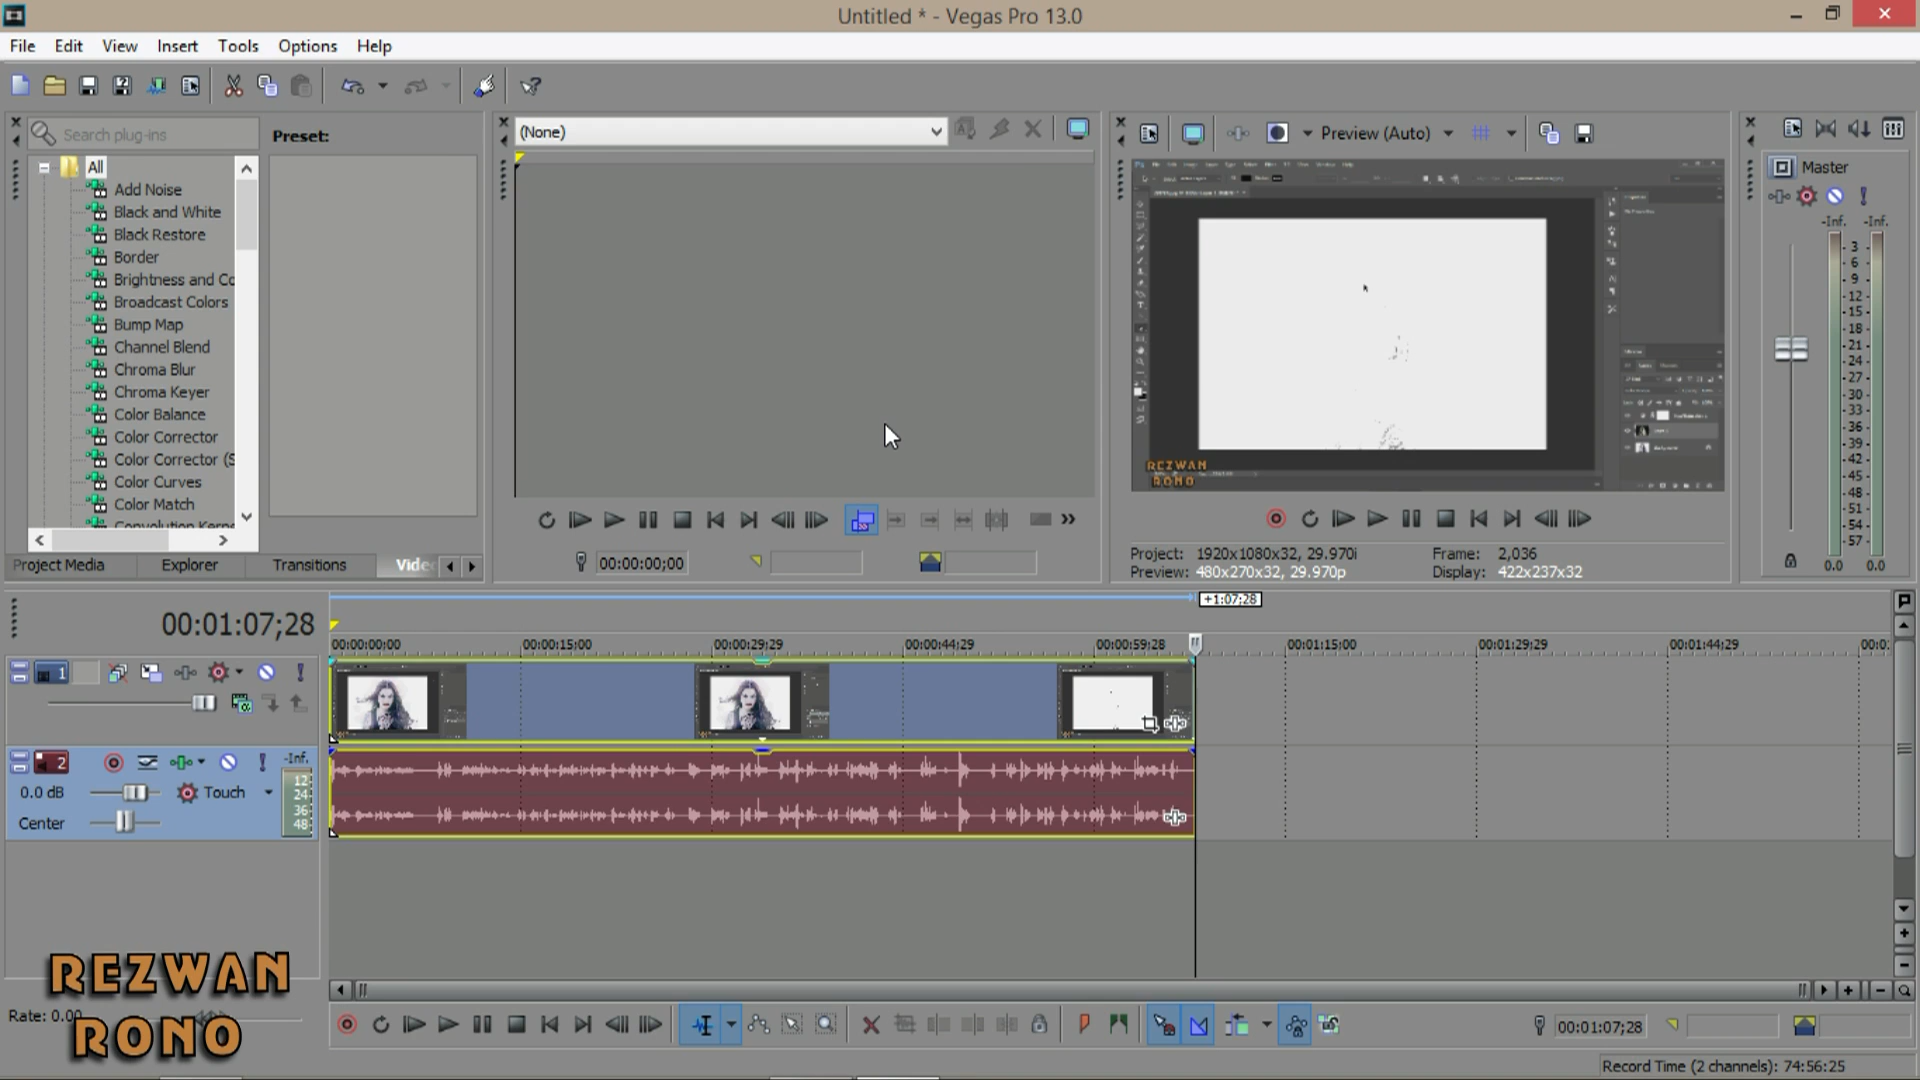 Untitled * - Vegas Pro 13.0
File Edit View Insert Tools Options Help
Search plug-ins
Preset:
(None)
Preview (Auto)
Master
All
Add Noise
Black and White
Black Restore
Border
Brightness and Co
Broadcast Colors
Bump Map
Channel Blend
Chroma Blur
Chroma Keyer
Color Balance
Color Corrector
Color Corrector (S
Color Curves
Color Match
Convolution Kerne
-Inf. -Inf.
3
6
9
12
15
18
21
24
27
30
33
36
39
42
45
48
51
54
57
0.0 0.0
REZWAN
RONO
Project Media Explorer Transitions Video
00:00:00;00
Project: 1920x1080x32, 29.970i Frame: 2,036
Preview: 480x270x32, 29.970p Display: 422x237x32
+1:07;28
00:01:07;28
00:00:00;00 00:00:15;00 00:00:29;29 00:00:44;29 00:00:59;28 00:01:15;00 00:01:29;29 00:01:44;29 00:0
1
2
-Inf.
12
24
36
48
0.0 dB Touch
Center
REZWAN
RONO
Rate: 0.00
00:01:07;28
Record Time (2 channels): 74:56:25